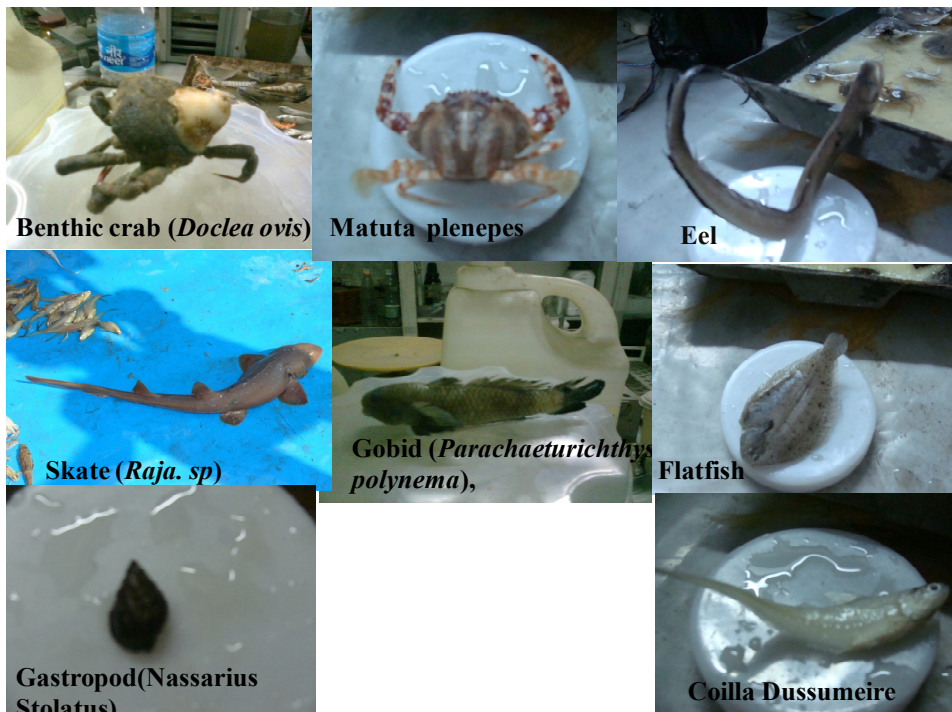 नीर
neer
Benthic crab (Doclea ovis)
Matuta plenepes
Eel
Skate (Raja. sp)
Gobid (Parachaeturichthys
polynema),
Flatfish
Gastropod(Nassarius
Stolatus)
Coilla Dussumeire